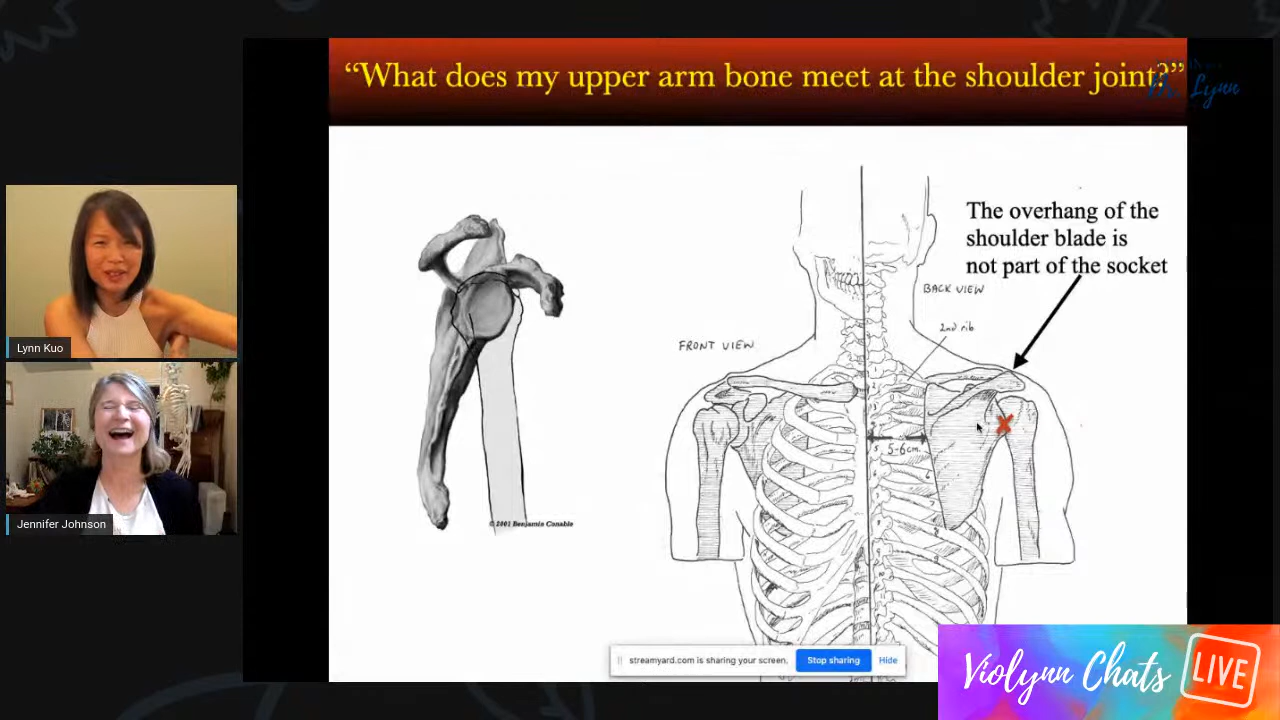 “What does my upper arm bone meet at the shoulder joint?”
Lynn
The overhang of the
shoulder blade is
not part of the socket
BACK VIEW
2nd rib
FRONT VIEW
5-6cm.
Lynn Kuo
Jennifer Johnson
© 2001 Benjamin Conable
streamyard.com is sharing your screen.
Stop sharing
Hide
Violynn Chats
LIVE